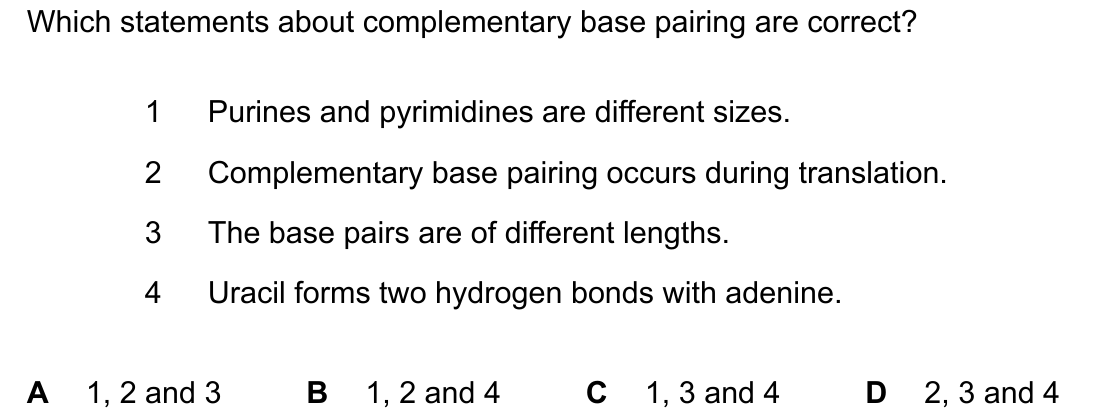 Which statements about complementary base pairing are correct?
1 Purines and pyrimidines are different sizes.
2 Complementary base pairing occurs during translation.
3 The base pairs are of different lengths.
4 Uracil forms two hydrogen bonds with adenine.
A 1, 2 and 3 B 1, 2 and 4 C 1, 3 and 4 D 2, 3 and 4